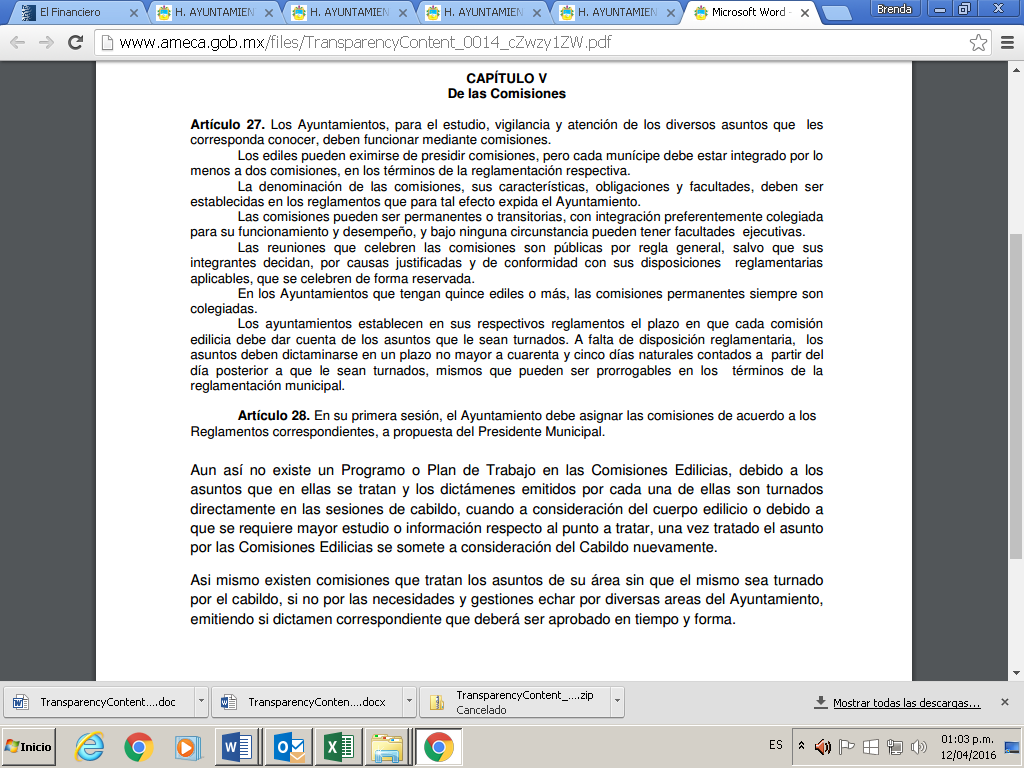 El Financiero
H. AYUNTAMIEN
H. AYUNTAMIEN
H. AYUNTAMIEN
H. AYUNTAMIEN
Microsoft Word -
Brenda
www.ameca.gob.mx/files/TransparencyContent_0014_cZwzy1ZW.pdf
CAPÍTULO V
De las Comisiones
Artículo 27. Los Ayuntamientos, para el estudio, vigilancia y atención de los diversos asuntos que les
corresponda conocer, deben funcionar mediante comisiones.
Los ediles pueden eximirse de presidir comisiones, pero cada munícipe debe estar integrado por lo
menos a dos comisiones, en los términos de la reglamentación respectiva.
La denominación de las comisiones, sus características, obligaciones y facultades, deben ser
establecidas en los reglamentos que para tal efecto expida el Ayuntamiento.
Las comisiones pueden ser permanentes o transitorias, con integración preferentemente colegiada
para su funcionamiento y desempeño, y bajo ninguna circunstancia pueden tener facultades ejecutivas.
Las reuniones que celebren las comisiones son públicas por regla general, salvo que sus
integrantes decidan, por causas justificadas y de conformidad con sus disposiciones reglamentarias
aplicables, que se celebren de forma reservada.
En los Ayuntamientos que tengan quince ediles o más, las comisiones permanentes siempre son
colegiadas.
Los ayuntamientos establecen en sus respectivos reglamentos el plazo en que cada comisión
edilicia debe dar cuenta de los asuntos que le sean turnados. A falta de disposición reglamentaria, los
asuntos deben dictaminarse en un plazo no mayor a cuarenta y cinco días naturales contados a partir del
día posterior a que le sean turnados, mismos que pueden ser prorrogables en los términos de la
reglamentación municipal.
Artículo 28. En su primera sesión, el Ayuntamiento debe asignar las comisiones de acuerdo a los
Reglamentos correspondientes, a propuesta del Presidente Municipal.
Aun así no existe un Programo o Plan de Trabajo en las Comisiones Edilicias, debido a los
asuntos que en ellas se tratan y los dictámenes emitidos por cada una de ellas son turnados
directamente en las sesiones de cabildo, cuando a consideración del cuerpo edilicio o debido a
que se requiere mayor estudio o información respecto al punto a tratar, una vez tratado el asunto
por las Comisiones Edilicias se somete a consideración del Cabildo nuevamente.
Asi mismo existen comisiones que tratan los asuntos de su área sin que el mismo sea turnado
por el cabildo, si no por las necesidades y gestiones echar por diversas areas del Ayuntamiento,
emitiendo si dictamen correspondiente que deberá ser aprobado en tiempo y forma.
TransparencyContent....doc
TransparencyConten....docx
TransparencyContent_....zip
Cancelado
Mostrar todas las descargas...
Inicio
ES
01:03 p.m.
12/04/2016